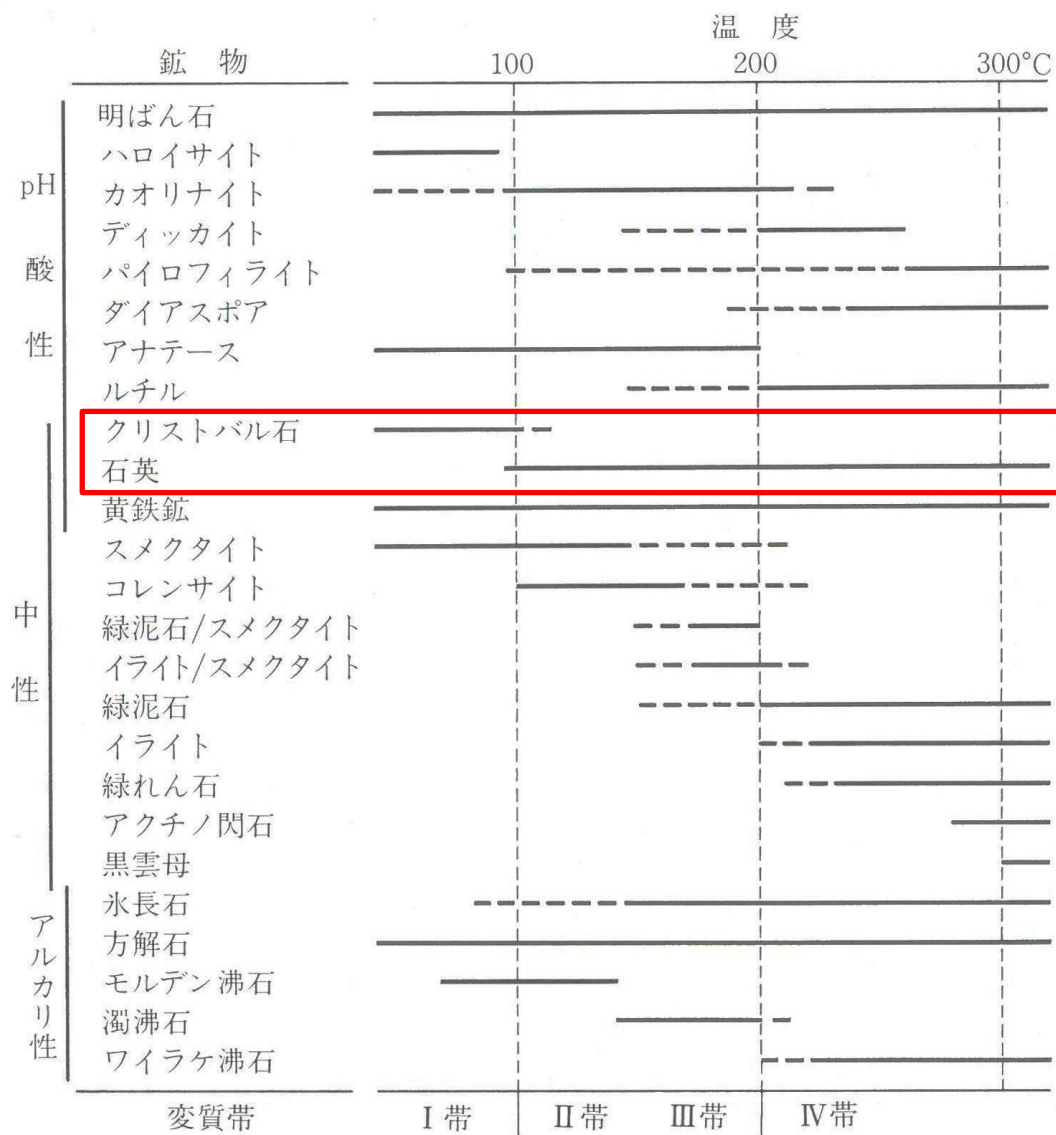 温 度
鉱 物 100 200 300°C
明ばん石
ハロイサイト
カオリナイト
ディッカイト
パイロフィライト
ダイアスポア
アナテース
ルチル
クリストバル石
石英
黄鉄鉱
スメクタイト
コレンサイト
緑泥石/スメクタイト
イライト/スメクタイト
緑泥石
イライト
緑れん石
アクチノ閃石
黒雲母
氷長石
方解石
モルデン沸石
濁沸石
ワイラケ沸石
変質帯 Ⅰ帯 Ⅱ帯 Ⅲ帯 Ⅳ帯
pH
酸性
中性
アルカリ性